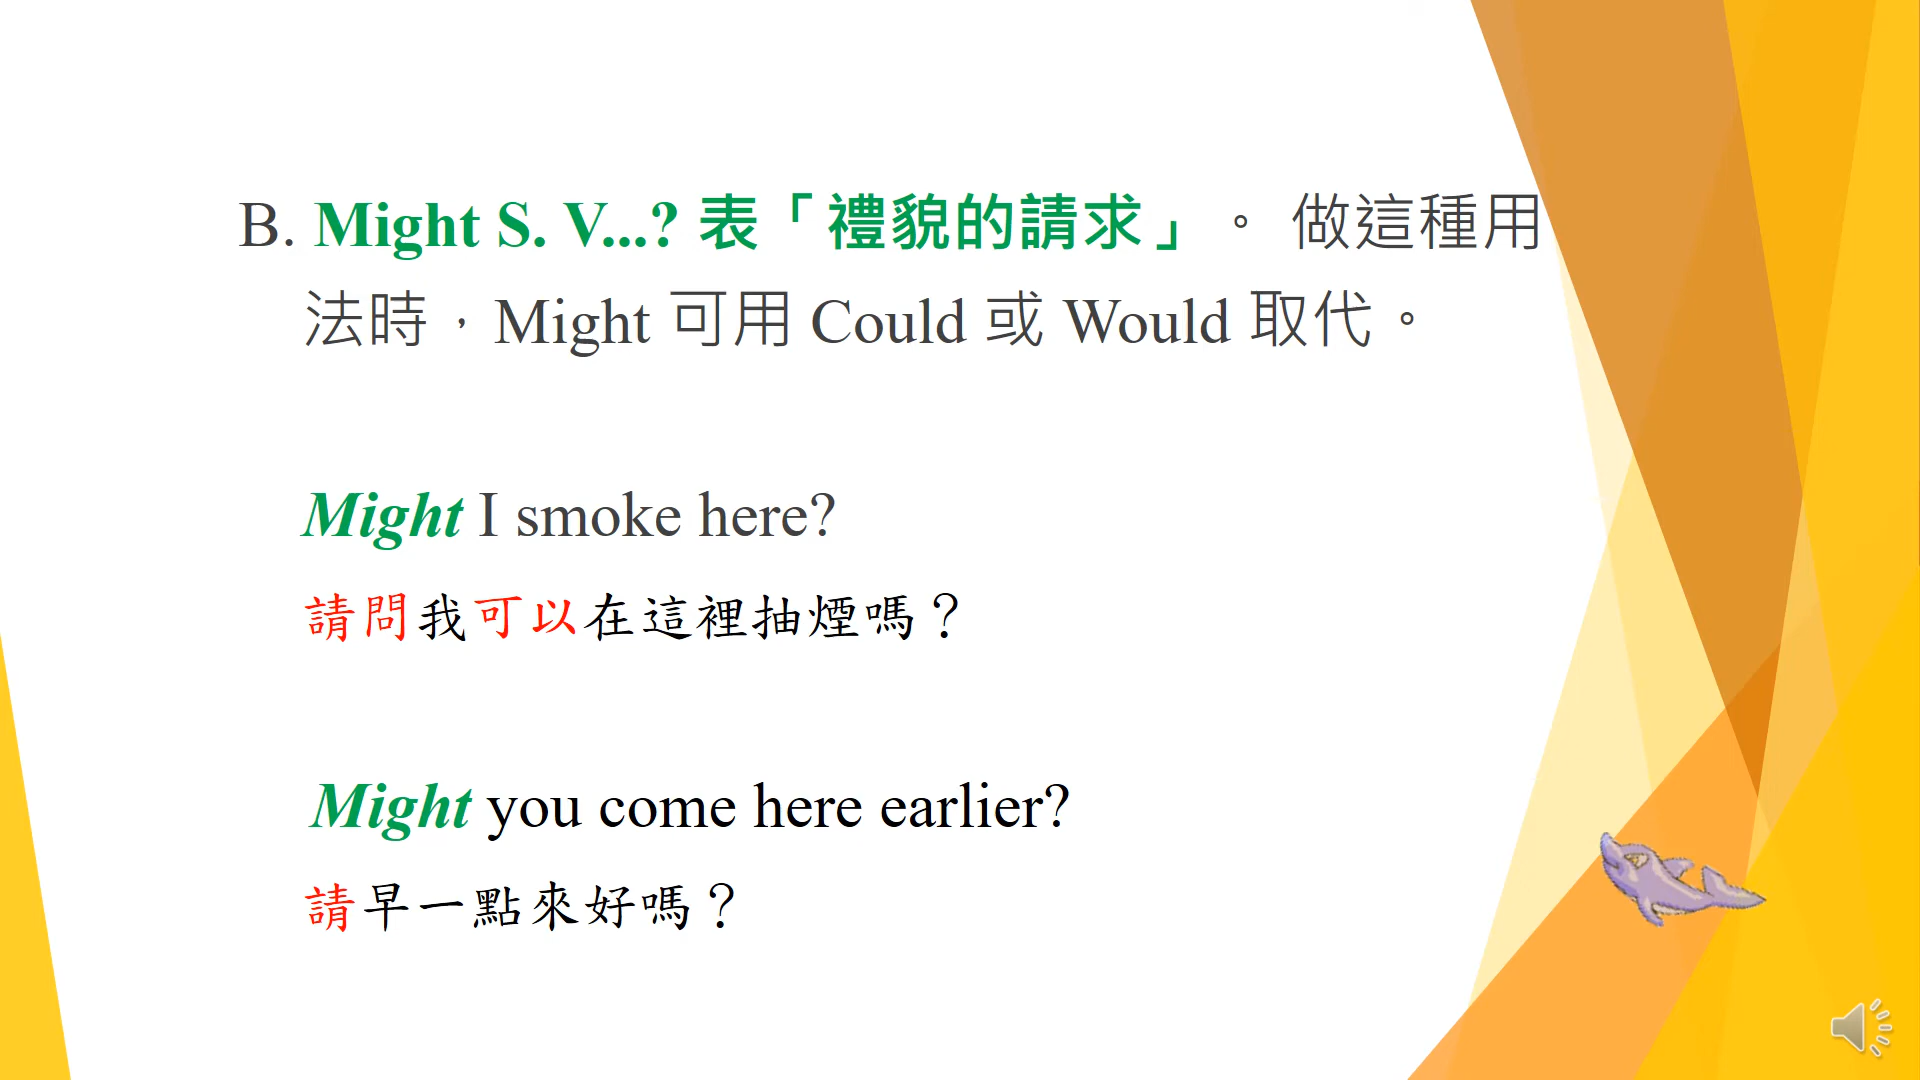 B. Might S. V...? 表「禮貌的請求」。 做這種用
法時，Might 可用 Could 或 Would 取代。
Might I smoke here?
請問我可以在這裡抽煙嗎？
Might you come here earlier?
請早一點來好嗎？